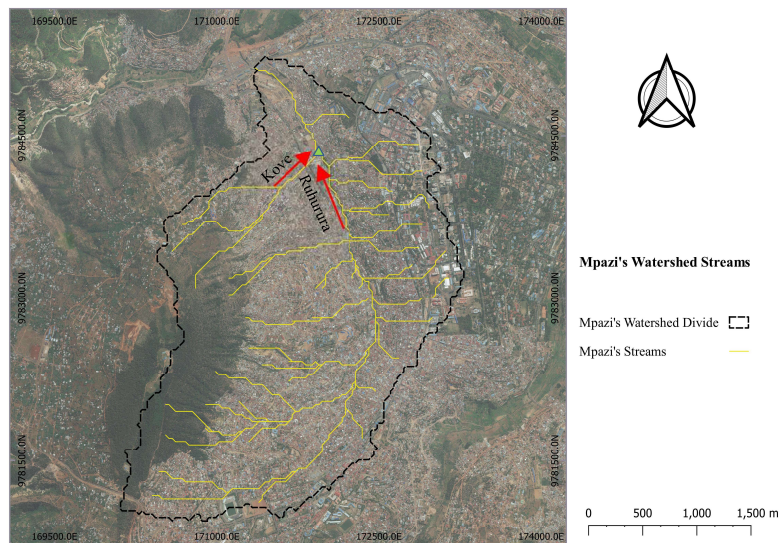 169500.0E 171000.0E 172500.0E 174000.0E
9784500.0N
9784500.0N
Kove
Ruhurura
Mpazi's Watershed Streams
9783000.0N
9783000.0N
Mpazi's Watershed Divide
Mpazi's Streams
9781500.0N
9781500.0N
0 500 1,000 1,500 m
169500.0E 171000.0E 172500.0E 174000.0E